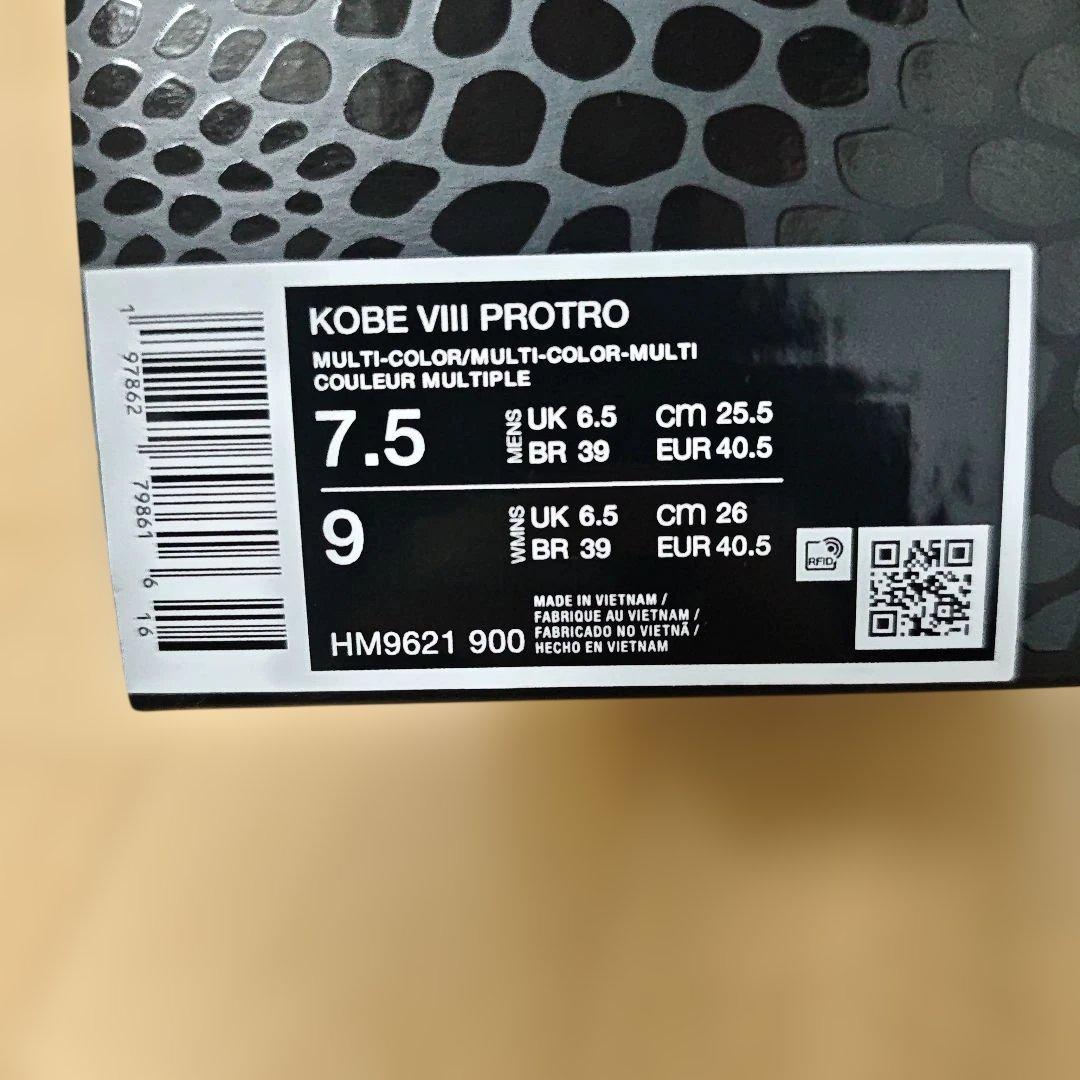 KOBE VIII PROTRO
MULTI-COLOR/MULTI-COLOR-MULTI
COULEUR MULTIPLE
7.5 MENS UK 6.5 cm 25.5
BR 39 EUR 40.5
9 WMNS UK 6.5 cm 26
BR 39 EUR 40.5
RFID
MADE IN VIETNAM /
FABRIQUE AU VIETNAM /
FABRICADO NO VIETNÃ /
HECHO EN VIETNAM
HM9621 900
1 97862 79861 6 16